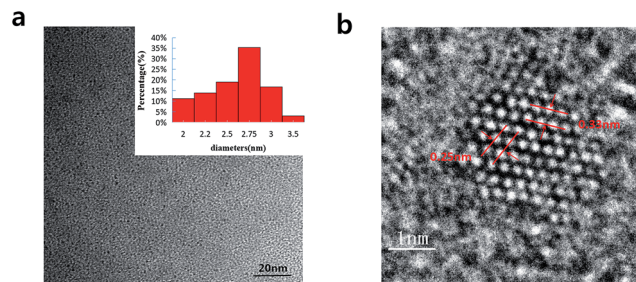 a
40%
35%
30%
25%
20%
15%
10%
5%
0%
Percentage(%)
2 2.2 2.5 2.75 3 3.5
diameters(nm)
20nm
b
0.33nm
0.25nm
1nm